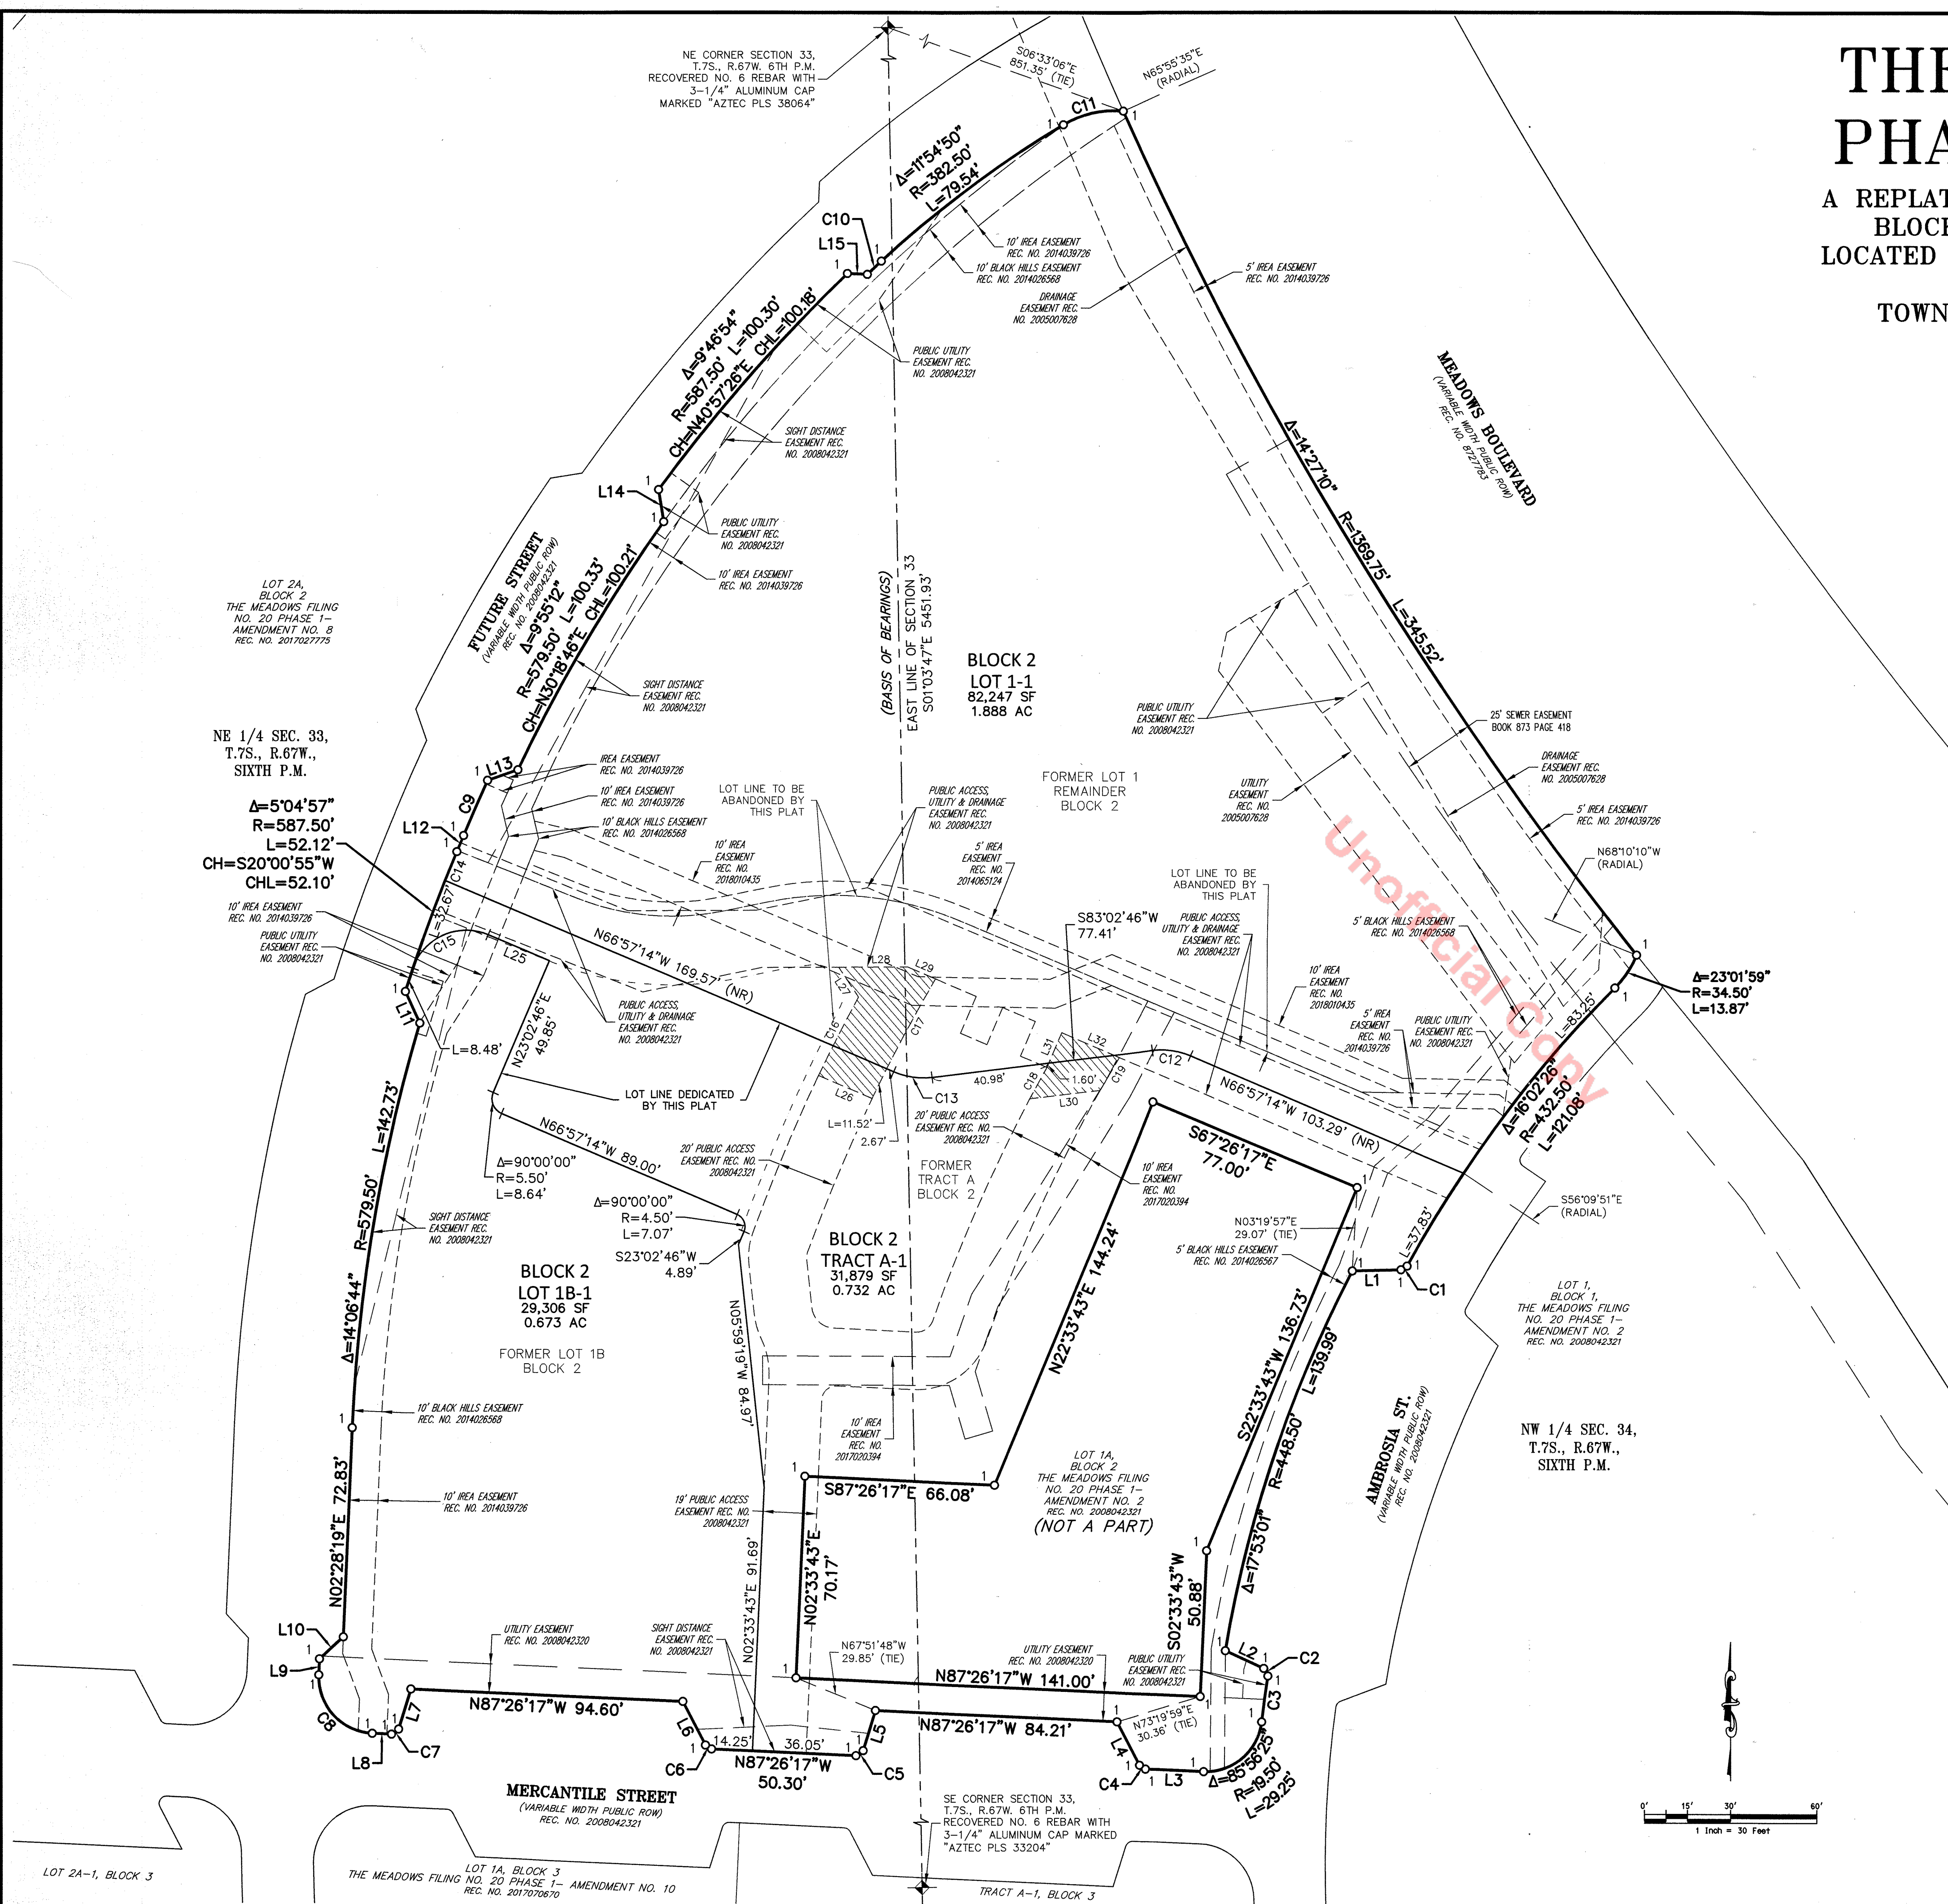 THE
PHA
A REPLAT
BLOCK
LOCATED
TOWN
NE CORNER SECTION 33,
T.7S., R.67W. 6TH P.M.
RECOVERED NO. 6 REBAR WITH
3-1/4" ALUMINUM CAP
MARKED "AZTEC PLS 38064"
S06°33'06"E
851.35' (TIE)
N65°55'35"E
(RADIAL)
C11
1
1
Δ=11°54'50"
R=382.50'
L=79.54'
C10
L15
1
1
10' IREA EASEMENT
REC. NO. 2014039726
10' BLACK HILLS EASEMENT
REC. NO. 2014026568
DRAINAGE
EASEMENT REC.
NO. 2005007628
5' IREA EASEMENT
REC. NO. 2014039726
Δ=9°46'54"
R=587.50' L=100.30'
CH=N40°57'26"E CHL=100.18'
PUBLIC UTILITY
EASEMENT REC.
NO. 2008042321
MEADOWS BOULEVARD
(VARIABLE WIDTH PUBLIC ROW)
REC. NO. 8727783
SIGHT DISTANCE
EASEMENT REC.
NO. 2008042321
Δ=14°27'10"
R=1369.75'
L=345.52'
1
L14
1
PUBLIC UTILITY
EASEMENT REC.
NO. 2008042321
10' IREA EASEMENT
REC. NO. 2014039726
FUTURE STREET
(VARIABLE WIDTH PUBLIC ROW)
REC. NO. 2008042321
Δ=9°55'12"
R=579.50' L=100.33'
CH=N30°18'46"E CHL=100.21'
LOT 2A,
BLOCK 2
THE MEADOWS FILING
NO. 20 PHASE 1-
AMENDMENT NO. 8
REC. NO. 2017027775
(BASIS OF BEARINGS)
EAST LINE OF SECTION 33
S01°03'47"E 5451.93'
BLOCK 2
LOT 1-1
82,247 SF
1.888 AC
SIGHT DISTANCE
EASEMENT REC.
NO. 2008042321
PUBLIC UTILITY
EASEMENT REC.
NO. 2008042321
25' SEWER EASEMENT
BOOK 873 PAGE 418
NE 1/4 SEC. 33,
T.7S., R.67W.,
SIXTH P.M.
DRAINAGE
EASEMENT REC.
NO. 2005007628
1
L13
IREA EASEMENT
REC. NO. 2014039726
10' IREA EASEMENT
REC. NO. 2014039726
10' BLACK HILLS EASEMENT
REC. NO. 2014026568
LOT LINE TO BE
ABANDONED BY
THIS PLAT
PUBLIC ACCESS,
UTILITY & DRAINAGE
EASEMENT REC.
NO. 2008042321
FORMER LOT 1
REMAINDER
BLOCK 2
UTILITY
EASEMENT
REC. NO.
2005007628
5' IREA EASEMENT
REC. NO. 2014039726
Δ=5°04'57"
R=587.50'
L=52.12'
CH=S20°00'55"W
CHL=52.10'
C9
L12
1
1
C14
L=32.67'
C15
L25
10' IREA
EASEMENT
REC. NO.
2018010435
5' IREA
EASEMENT
REC. NO.
2014065124
N68°10'10"W
(RADIAL)
LOT LINE TO BE
ABANDONED BY
THIS PLAT
S83°02'46"W
77.41'
PUBLIC ACCESS,
UTILITY & DRAINAGE
EASEMENT REC.
NO. 2008042321
5' BLACK HILLS EASEMENT
REC. NO. 2014026568
Unofficial Copy
10' IREA EASEMENT
REC. NO. 2014039726
PUBLIC UTILITY
EASEMENT REC.
NO. 2008042321
N66°57'14"W 169.57' (NR)
L28
L29
L27
C16
C17
L26
10' IREA
EASEMENT
REC. NO.
2018010435
5' IREA
EASEMENT
REC. NO.
2014039726
PUBLIC UTILITY
EASEMENT REC.
NO. 2008042321
1
1
Δ=23°01'59"
R=34.50'
L=13.87'
L=83.25'
1
L11
1
L=8.48'
N23°02'46"E
49.85'
PUBLIC ACCESS,
UTILITY & DRAINAGE
EASEMENT REC.
NO. 2008042321
LOT LINE DEDICATED
BY THIS PLAT
L31
L32
C18
C19
1.60'
L30
C12
40.98'
C13
L=11.52'
2.67'
20' PUBLIC ACCESS
EASEMENT REC. NO.
2008042321
N66°57'14"W 103.29' (NR)
Δ=16°02'26"
R=432.50'
L=121.08'
N66°57'14"W 89.00'
20' PUBLIC ACCESS
EASEMENT REC. NO.
2008042321
FORMER
TRACT A
BLOCK 2
10' IREA
EASEMENT
REC. NO.
2017020394
1
S67°26'17"E
77.00'
1
S56°09'51"E
(RADIAL)
Δ=90°00'00"
R=5.50'
L=8.64'
Δ=90°00'00"
R=4.50'
L=7.07'
S23°02'46"W
4.89'
N03°19'57"E
29.07' (TIE)
L=37.83'
5' BLACK HILLS EASEMENT
REC. NO. 2014026567
1
L1
1
1
C1
L=142.73'
R=579.50'
Δ=14°06'44"
SIGHT DISTANCE
EASEMENT REC.
NO. 2008042321
BLOCK 2
TRACT A-1
31,879 SF
0.732 AC
N22°33'43"E 144.24'
BLOCK 2
LOT 1B-1
29,306 SF
0.673 AC
FORMER LOT 1B
BLOCK 2
N05°59'19"W 84.97'
S22°33'43"W 136.73'
L=139.99'
R=448.50'
Δ=17°53'01"
LOT 1,
BLOCK 1,
THE MEADOWS FILING
NO. 20 PHASE 1-
AMENDMENT NO. 2
REC. NO. 2008042321
AMBROSIA ST.
(VARIABLE WIDTH PUBLIC ROW)
REC. NO. 2008042321
1
10' BLACK HILLS EASEMENT
REC. NO. 2014026568
10' IREA
EASEMENT
REC. NO.
2017020394
NW 1/4 SEC. 34,
T.7S., R.67W.,
SIXTH P.M.
N02°28'19"E 72.83'
10' IREA EASEMENT
REC. NO. 2014039726
1
S87°26'17"E 66.08'
1
LOT 1A,
BLOCK 2
THE MEADOWS FILING
NO. 20 PHASE 1-
AMENDMENT NO. 2
REC. NO. 2008042321
(NOT A PART)
19' PUBLIC ACCESS
EASEMENT REC. NO.
2008042321
N02°33'43"E 91.69'
N02°33'43"E
70.17'
S02°33'43"W
50.88'
1
L10
1
1
L9
C8
L8
1
C7
L7
1
UTILITY EASEMENT
REC. NO. 2008042320
SIGHT DISTANCE
EASEMENT REC.
NO. 2008042321
N67°51'48"W
29.85' (TIE)
UTILITY EASEMENT
REC. NO. 2008042320
PUBLIC UTILITY
EASEMENT REC.
NO. 2008042321
1
L2
C2
1
C3
1
N87°26'17"W 94.60'
1
L6
1
C6
14.25'
36.05'
N87°26'17"W
50.30'
1
N87°26'17"W 141.00'
1
L5
1
C5
N87°26'17"W 84.21'
1
N73°19'59"E
30.36' (TIE)
L4
1
C4
1
L3
1
Δ=85°56'25"
R=19.50'
L=29.25'
MERCANTILE STREET
(VARIABLE WIDTH PUBLIC ROW)
REC. NO. 2008042321
SE CORNER SECTION 33,
T.7S., R.67W. 6TH P.M.
RECOVERED NO. 6 REBAR WITH
3-1/4" ALUMINUM CAP MARKED
"AZTEC PLS 33204"
0'
15'
30'
60'
1 Inch = 30 Feet
LOT 2A-1, BLOCK 3
LOT 1A, BLOCK 3
THE MEADOWS FILING NO. 20 PHASE 1- AMENDMENT NO. 10
REC. NO. 2017070670
TRACT A-1, BLOCK 3